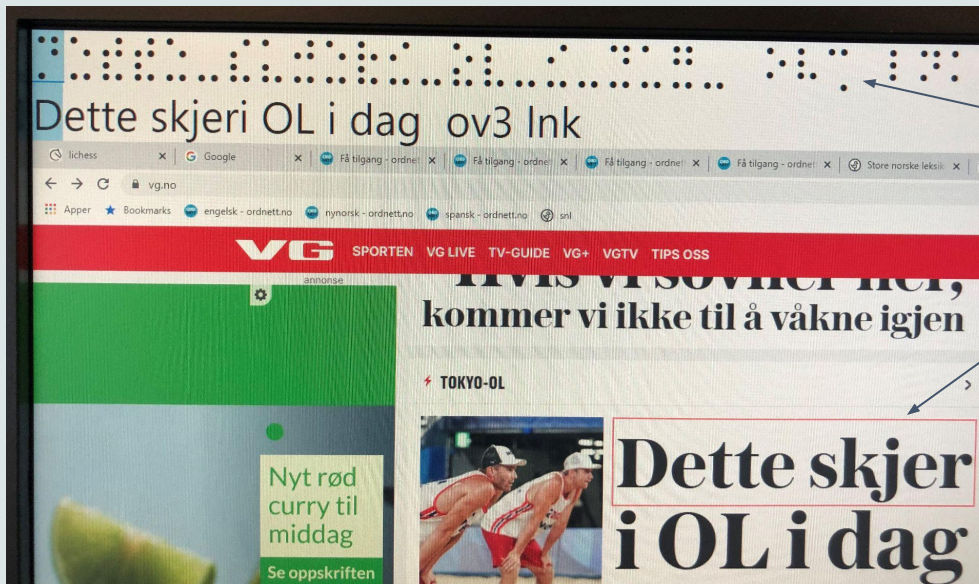 Dette skjeri OL i dag  ov3 lnk
lichess
Google
Få tilgang - ordnet
Få tilgang - ordnet
Få tilgang - ordnet
Få tilgang - ordnet
Store norske leksik
vg.no
Apper
Bookmarks
engelsk - ordnett.no
nynorsk - ordnett.no
spansk - ordnett.no
snl
VG SPORTEN VG LIVE TV-GUIDE VG+ VGTV TIPS OSS
annonse
kommer vi ikke til å våkne igjen
TOKYO-OL
Dette skjer
i OL i dag
Nyt rød
curry til
middag
Se oppskriften